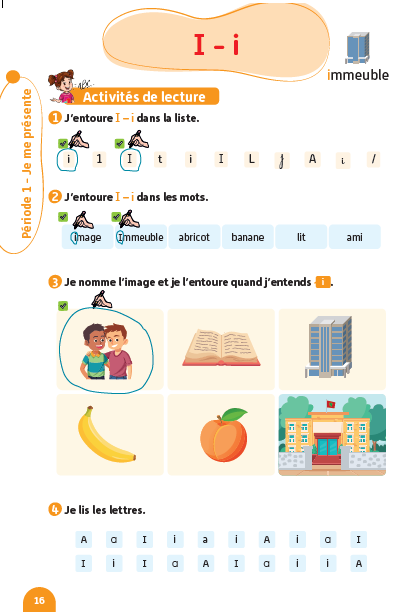 I - i
immeuble
ABC
Activités de lecture
Période 1 - Je me présente
1 J'entoure I – i dans la liste.
i 1 I t i I L J A i /
2 J'entoure I – i dans les mots.
image Immeuble abricot banane lit ami
3 Je nomme l'image et je l'entoure quand j'entends i .
4 Je lis les lettres.
A a I i a i A i a I
I i I a A I a i i A
16